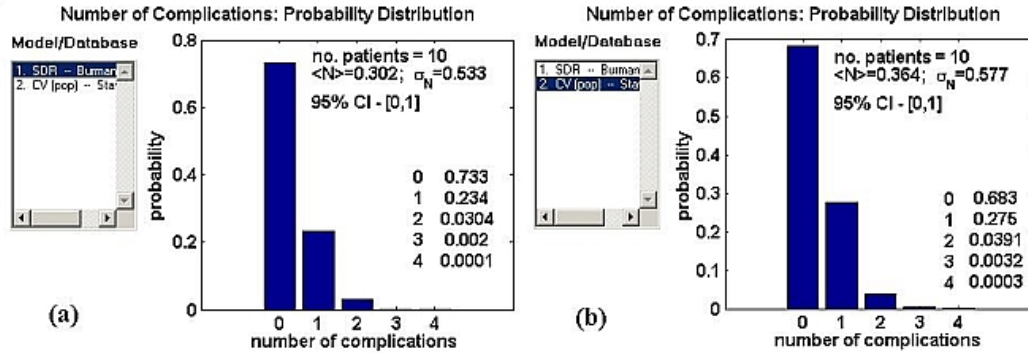 Number of Complications: Probability Distribution
Model/Database
1. SDR -- Burman
2. CV (pop) -- Sta
no. patients = 10
<N>=0.302; σN=0.533
95% CI - [0,1]
0 0.733
1 0.234
2 0.0304
3 0.002
4 0.0001
probability
0.8
0.6
0.4
0.2
0
0 1 2 3 4
number of complications
(a)
Number of Complications: Probability Distribution
Model/Database
1. SDR -- Burman
2. CV (pop) -- Sta
no. patients = 10
<N>=0.364; σN=0.577
95% CI - [0,1]
0 0.683
1 0.275
2 0.0391
3 0.0032
4 0.0003
probability
0.7
0.6
0.5
0.4
0.3
0.2
0.1
0
0 1 2 3 4
number of complications
(b)